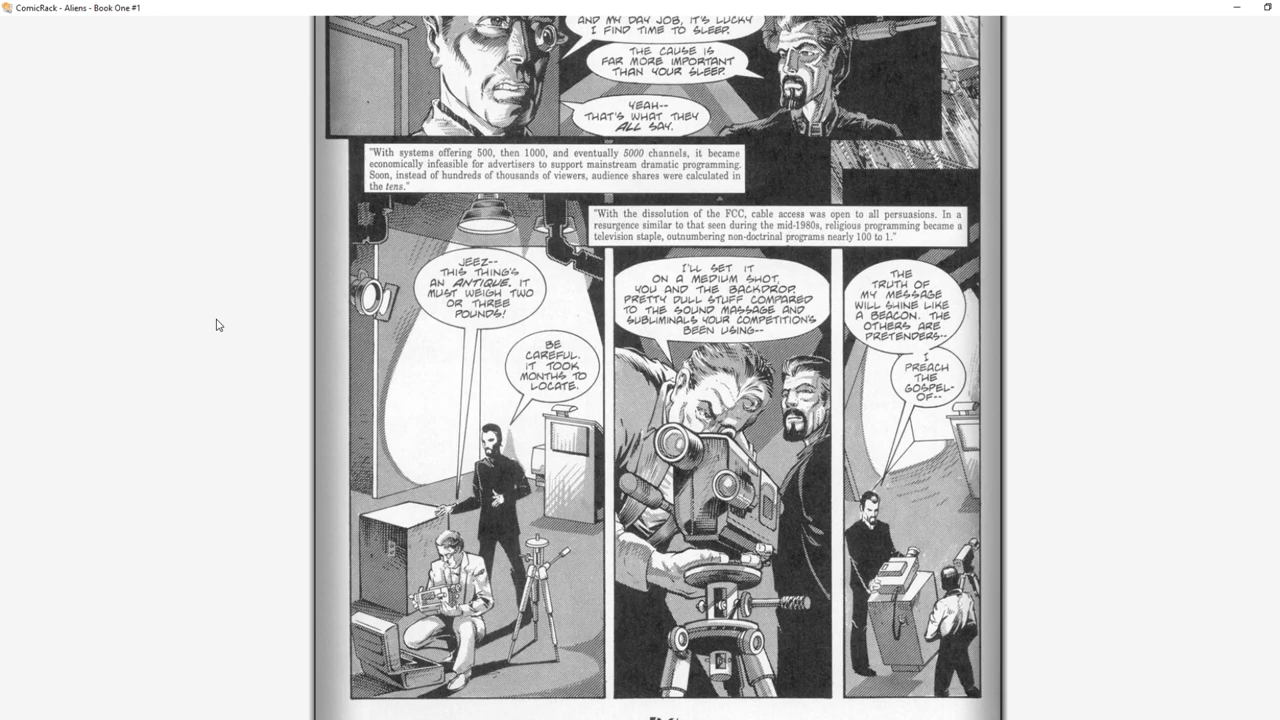 ComicRack - Aliens - Book One #1
AND MY DAY JOB, IT'S LUCKY
I FIND TIME TO SLEEP.
THE CAUSE IS
FAR MORE IMPORTANT
THAN YOUR SLEEP.
YEAH--
THAT'S WHAT THEY
ALL SAY.
"With systems offering 500, then 1000, and eventually 5000 channels, it became
economically infeasible for advertisers to support mainstream dramatic programming.
Soon, instead of hundreds of thousands of viewers, audience shares were calculated in
the tens."
"With the dissolution of the FCC, cable access was open to all persuasions. In a
resurgence similar to that seen during the mid-1980s, religious programming became a
television staple, outnumbering non-doctrinal programs nearly 100 to 1."
JEEZ--
THIS THING'S
AN ANTIQUE. IT
MUST WEIGH TWO
OR THREE
POUNDS!
BE
CAREFUL.
IT TOOK
MONTHS TO
LOCATE.
I'LL SET IT
ON A MEDIUM SHOT,
YOU AND THE BACKDROP.
PRETTY DULL STUFF COMPARED
TO THE SOUND MASSAGE AND
SUBLIMINALS YOUR COMPETITION'S
BEEN USING--
THE
TRUTH OF
MY MESSAGE
WILL SHINE LIKE
A BEACON. THE
OTHERS ARE
PRETENDERS--
I
PREACH
THE
GOSPEL
OF--